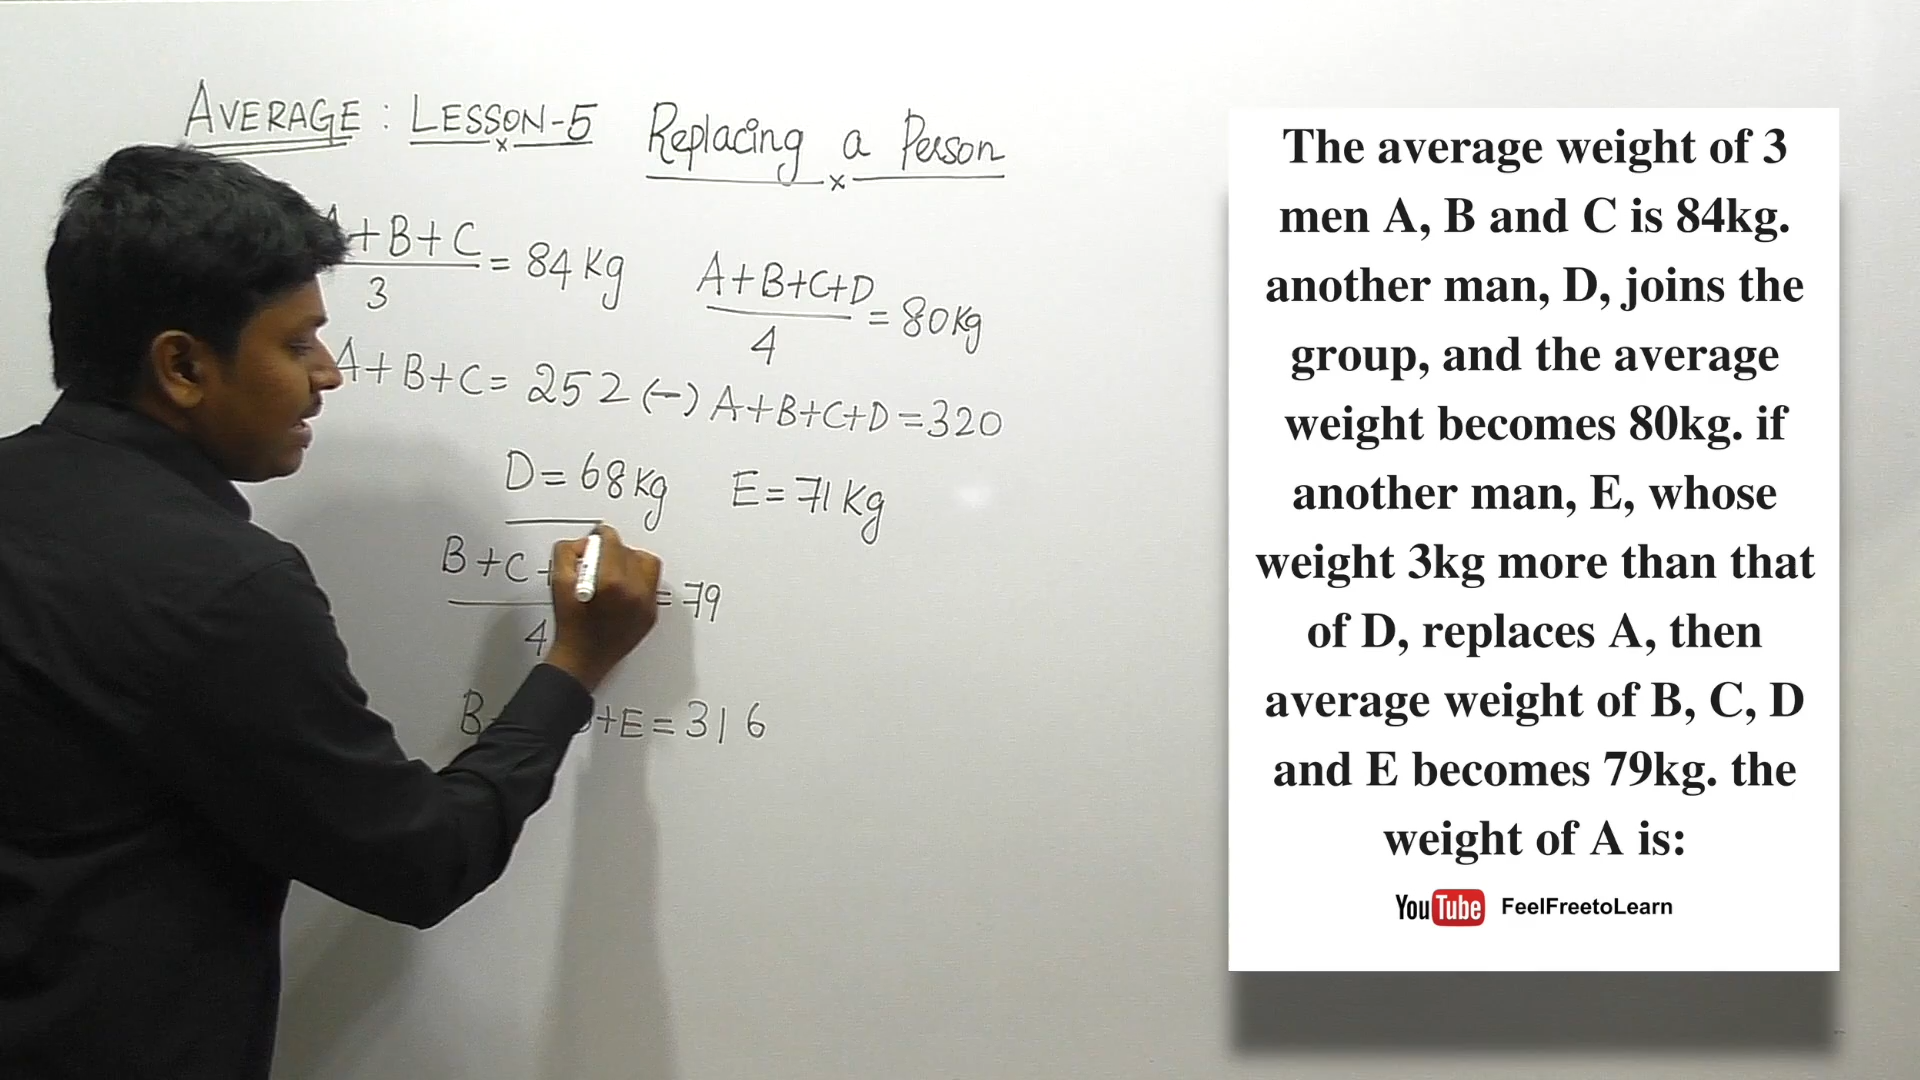 AVERAGE : LESSON-5 Replacing a Person
+B+C
3
= 84 Kg
A+B+C+D
4
= 80 Kg
A+B+C= 252 (-) A+B+C+D=320
D=68 Kg E=71 Kg
B+C+
4
=79
+E=316
The average weight of 3
men A, B and C is 84kg.
another man, D, joins the
group, and the average
weight becomes 80kg. if
another man, E, whose
weight 3kg more than that
of D, replaces A, then
average weight of B, C, D
and E becomes 79kg. the
weight of A is:
YouTube FeelFreetoLearn